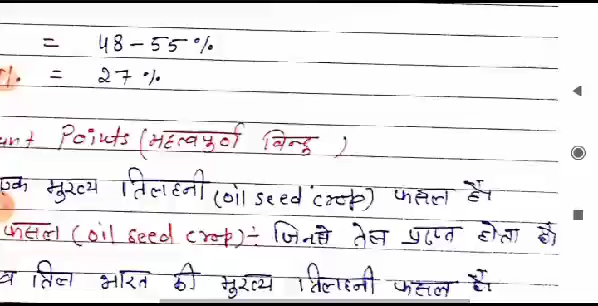 = 48-55%
%. = 27%
Points (महत्वपूर्ण बिन्दु)
एक मुख्य तिलहनी (oil seed crop) फसल है।
फसल (oil seed crop) ÷ जिनसे तेल प्राप्त होता है।
व तिल भारत की मुख्य तिलहनी फसल है।